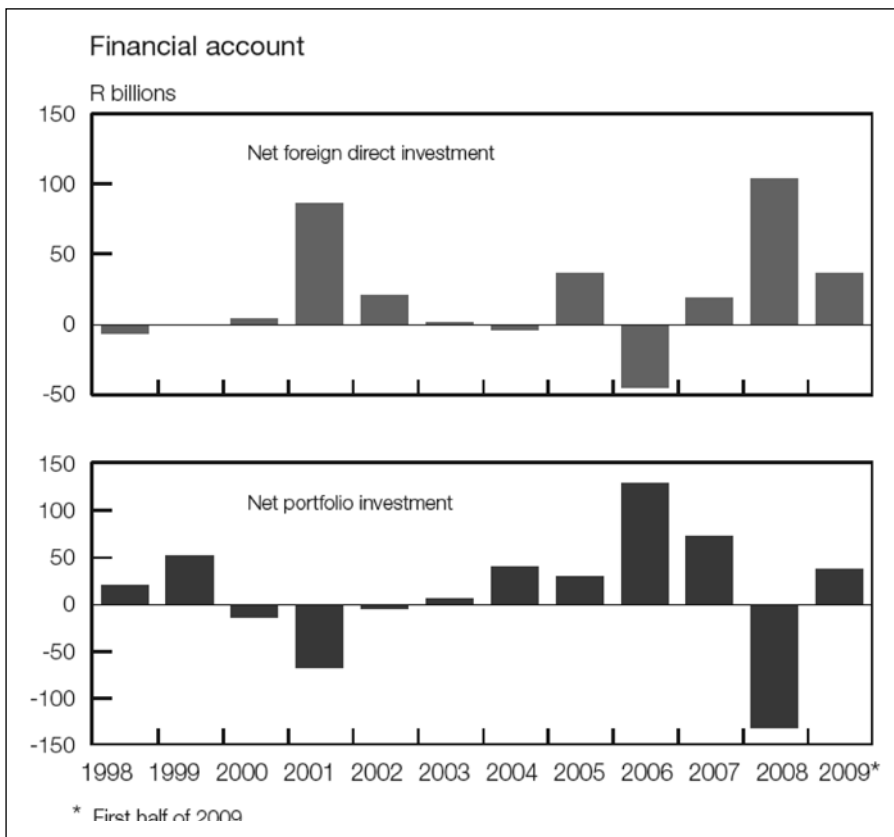 Financial account
R billions
150
Net foreign direct investment
100
50
0
-50
150
Net portfolio investment
100
50
0
-50
-100
-150
1998 1999 2000 2001 2002 2003 2004 2005 2006 2007 2008 2009*
* First half of 2009